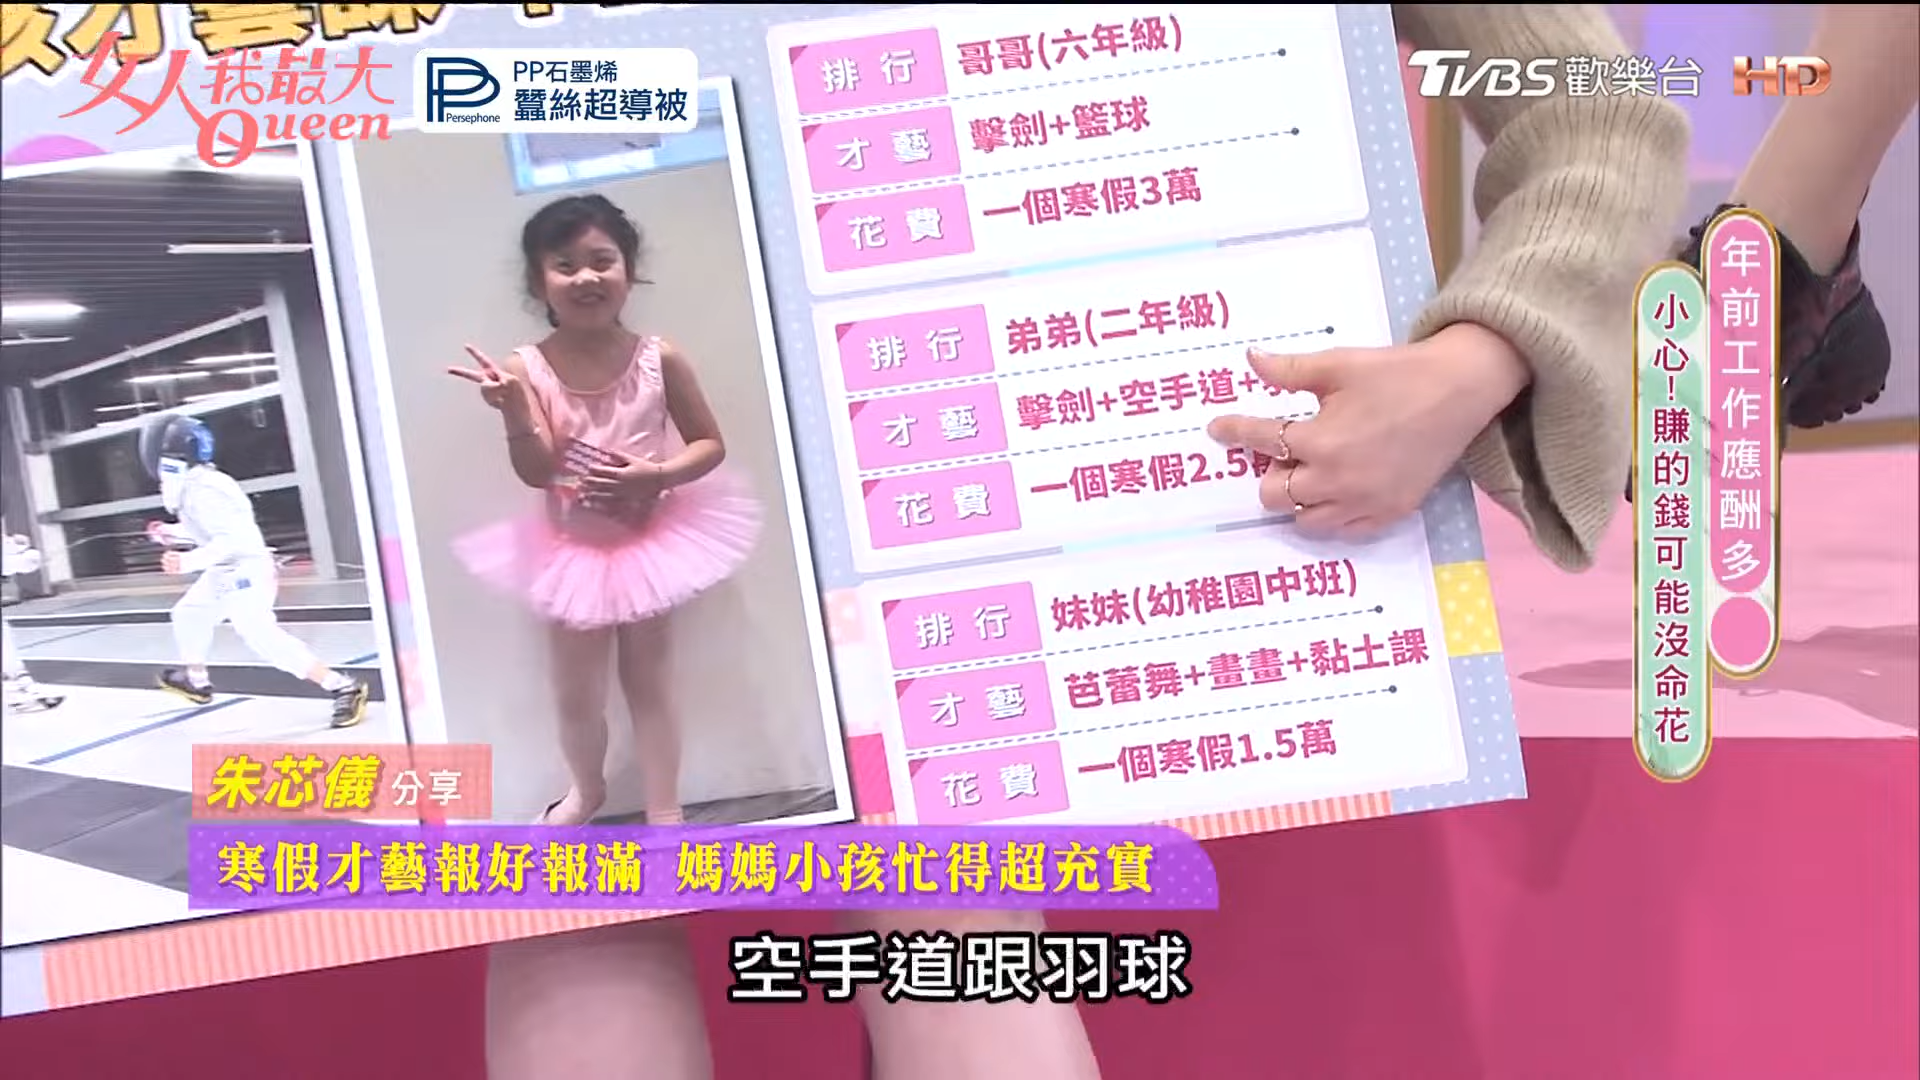 女人我最大
Queen
PP石墨烯
蠶絲超導被
Persephone
TVBS歡樂台 HD
排行 哥哥(六年級)
才藝 擊劍+籃球
花費 一個寒假3萬
排行 弟弟(二年級)
才藝 擊劍+空手道+
花費 一個寒假2.5萬
排行 妹妹(幼稚園中班)
才藝 芭蕾舞+畫畫+黏土課
花費 一個寒假1.5萬
年前工作應酬多
小心!賺的錢可能沒命花
朱芯儀 分享
寒假才藝報好報滿 媽媽小孩忙得超充實
空手道跟羽球